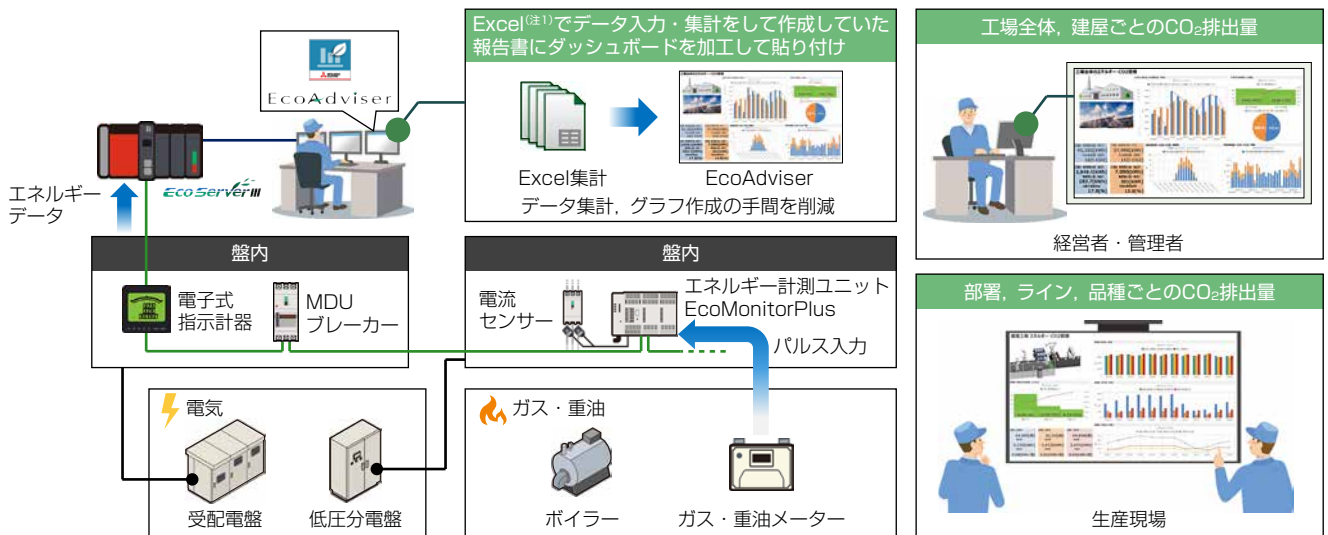 EcoAdviser
エネルギー
データ
EcoServerIII
Excel(注1)でデータ入力・集計をして作成していた
報告書にダッシュボードを加工して貼り付け
Excel集計
EcoAdviser
データ集計，グラフ作成の手間を削減
工場全体，建屋ごとのCO₂排出量
経営者・管理者
盤内
電子式
指示計器
MDU
ブレーカー
盤内
電流
センサー
エネルギー計測ユニット
EcoMonitorPlus
パルス入力
電気
受配電盤
低圧分電盤
ガス・重油
ボイラー
ガス・重油メーター
部署，ライン，品種ごとのCO₂排出量
生産現場